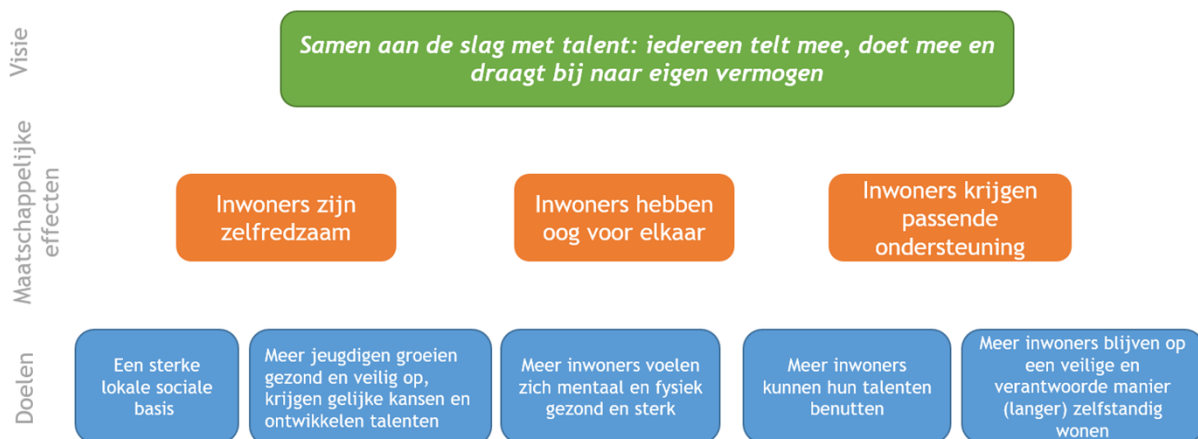 Visie
Samen aan de slag met talent: iedereen telt mee, doet mee en
draagt bij naar eigen vermogen
Maatschappelijke
effecten
Inwoners zijn
zelfredzaam
Inwoners hebben
oog voor elkaar
Inwoners krijgen
passende
ondersteuning
Doelen
Een sterke
lokale sociale
basis
Meer jeugdigen groeien
gezond en veilig op,
krijgen gelijke kansen en
ontwikkelen talenten
Meer inwoners voelen
zich mentaal en fysiek
gezond en sterk
Meer inwoners
kunnen hun talenten
benutten
Meer inwoners blijven op
een veilige en
verantwoorde manier
(langer) zelfstandig
wonen